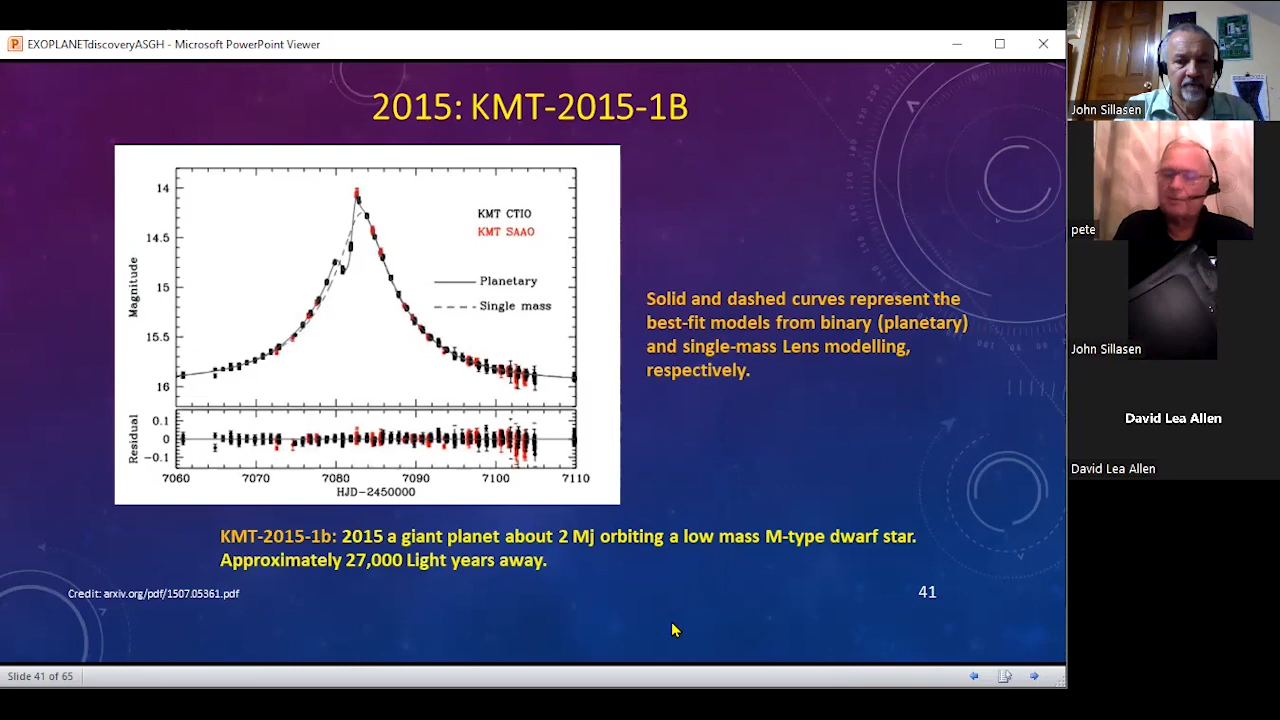 EXOPLANETdiscoveryASGH - Microsoft PowerPoint Viewer
2015: KMT-2015-1B
14
14.5
15
15.5
16
Magnitude
KMT CTIO
KMT SAAO
Planetary
Single mass
0.1
0
-0.1
Residual
7060 7070 7080 7090 7100 7110
HJD-2450000
Solid and dashed curves represent the
best-fit models from binary (planetary)
and single-mass Lens modelling,
respectively.
KMT-2015-1b: 2015 a giant planet about 2 Mj orbiting a low mass M-type dwarf star.
Approximately 27,000 Light years away.
Credit: arxiv.org/pdf/1507.05361.pdf
41
Slide 41 of 65
John Sillasen
pete
John Sillasen
David Lea Allen
David Lea Allen